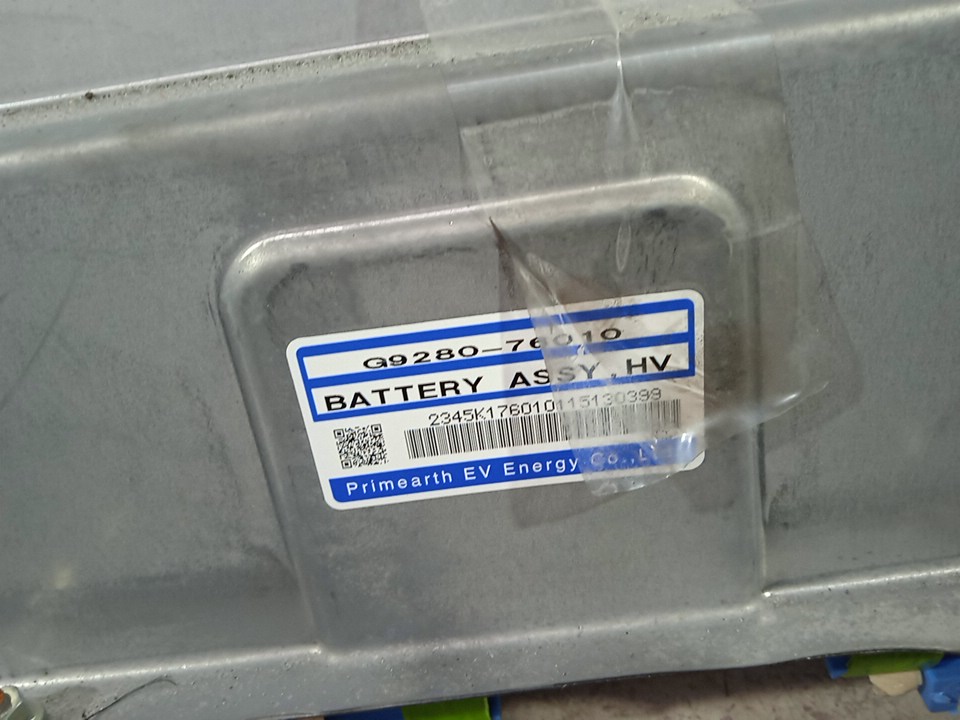 G9280-76010
BATTERY ASSY, HV
2345K176010115130399
Primearth EV Energy Co.,